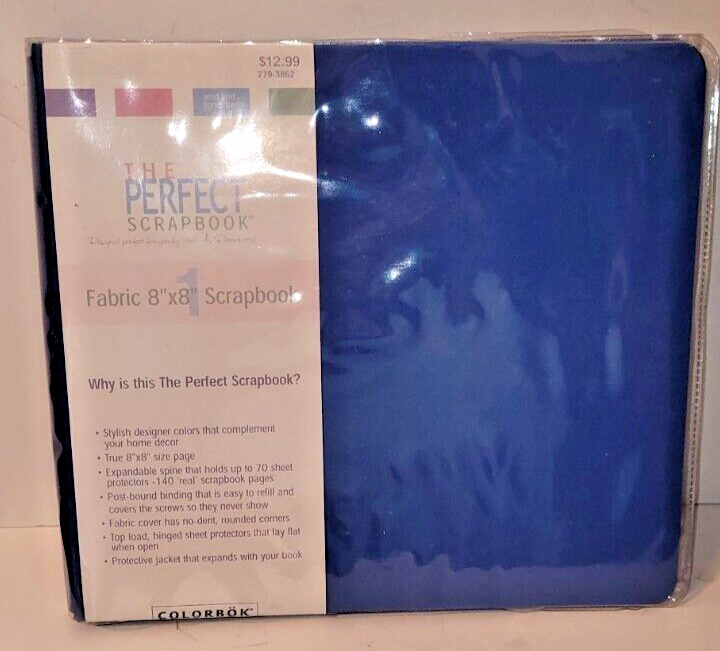 $12.99
779-3862
THE
PERFECT
SCRAPBOOK™
1
Fabric 8"x8" Scrapbook
Why is this The Perfect Scrapbook?
• Stylish designer colors that complement
your home decor
• True 8"x8" size page
• Expandable spine that holds up to 70 sheet
protectors -140 'real' scrapbook pages
• Post-bound binding that is easy to refill and
covers the screws so they never show
• Fabric cover has no-dent, rounded corners
• Top load, hinged sheet protectors that lay flat
when open
• Protective jacket that expands with your book
COLORBÖK